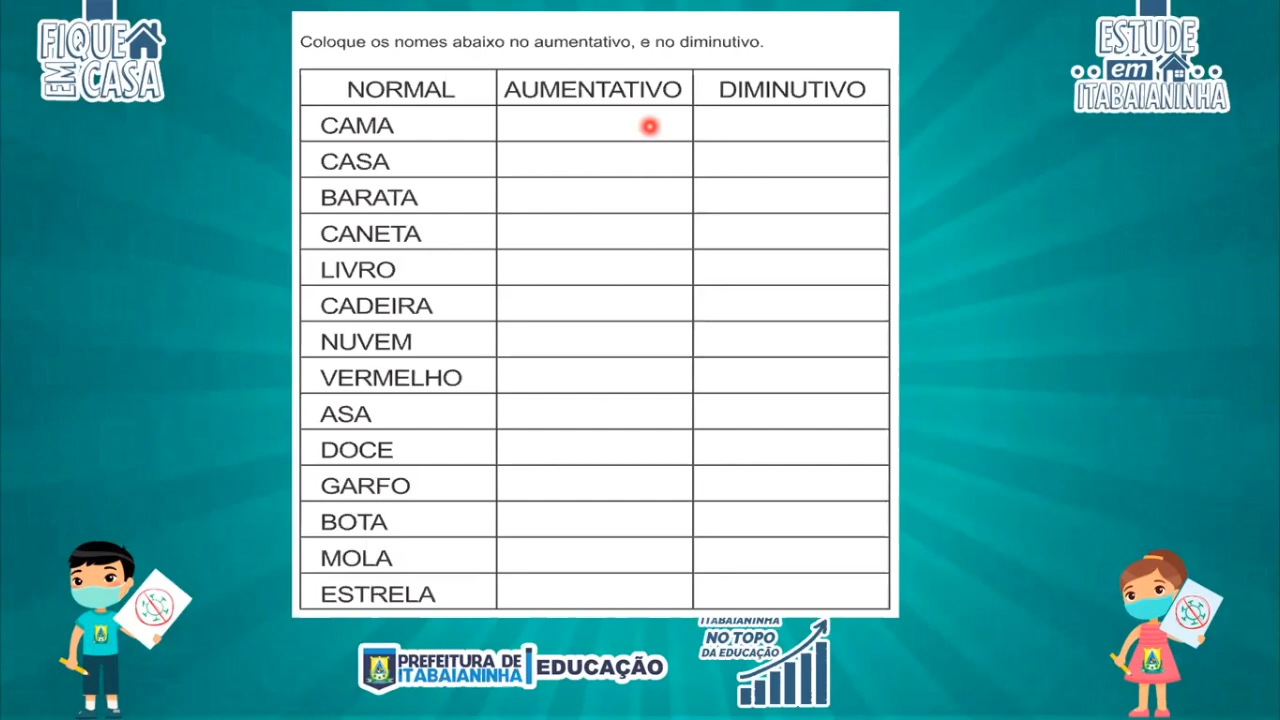 FIQUE
EM CASA
ESTUDE
em
ITABAIANINHA
Coloque os nomes abaixo no aumentativo, e no diminutivo.
NORMAL AUMENTATIVO DIMINUTIVO
CAMA
CASA
BARATA
CANETA
LIVRO
CADEIRA
NUVEM
VERMELHO
ASA
DOCE
GARFO
BOTA
MOLA
ESTRELA
PREFEITURA DE
ITABAIANINHA
EDUCAÇÃO
ITABAIANINHA
NO TOPO
DA EDUCAÇÃO